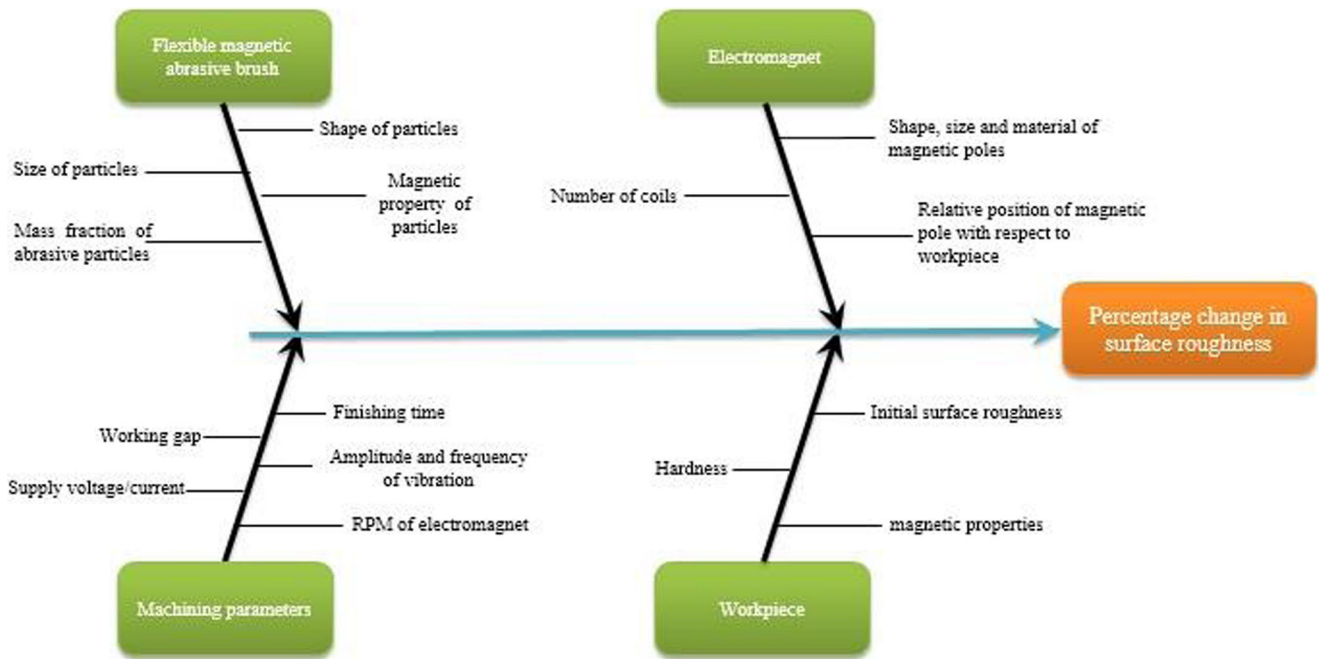 Flexible magnetic
abrasive brush
Electromagnet
Shape of particles
Size of particles
Magnetic
property of
particles
Mass fraction of
abrasive particles
Shape, size and material of
magnetic poles
Number of coils
Relative position of magnetic
pole with respect to
workpiece
Percentage change in
surface roughness
Finishing time
Working gap
Amplitude and frequency
of vibration
Supply voltage/current
RPM of electromagnet
Initial surface roughness
Hardness
magnetic properties
Machining parameters
Workpiece